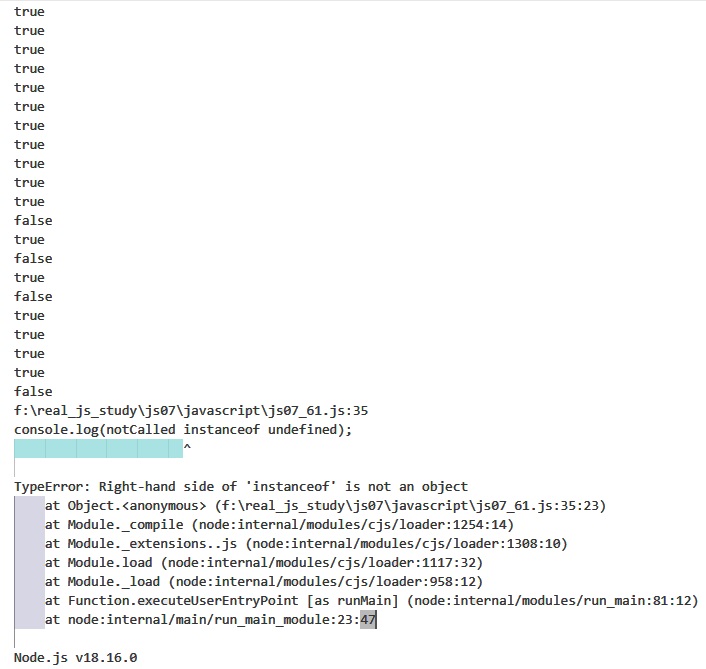 true
true
true
true
true
true
true
true
true
true
true
false
true
false
true
false
true
true
true
true
false
f:\real_js_study\js07\javascript\js07_61.js:35
console.log(notCalled instanceof undefined);
^
TypeError: Right-hand side of 'instanceof' is not an object
at Object.<anonymous> (f:\real_js_study\js07\javascript\js07_61.js:35:23)
at Module._compile (node:internal/modules/cjs/loader:1254:14)
at Module._extensions..js (node:internal/modules/cjs/loader:1308:10)
at Module.load (node:internal/modules/cjs/loader:1117:32)
at Module._load (node:internal/modules/cjs/loader:958:12)
at Function.executeUserEntryPoint [as runMain] (node:internal/modules/run_main:81:12)
at node:internal/main/run_main_module:23:47
Node.js v18.16.0